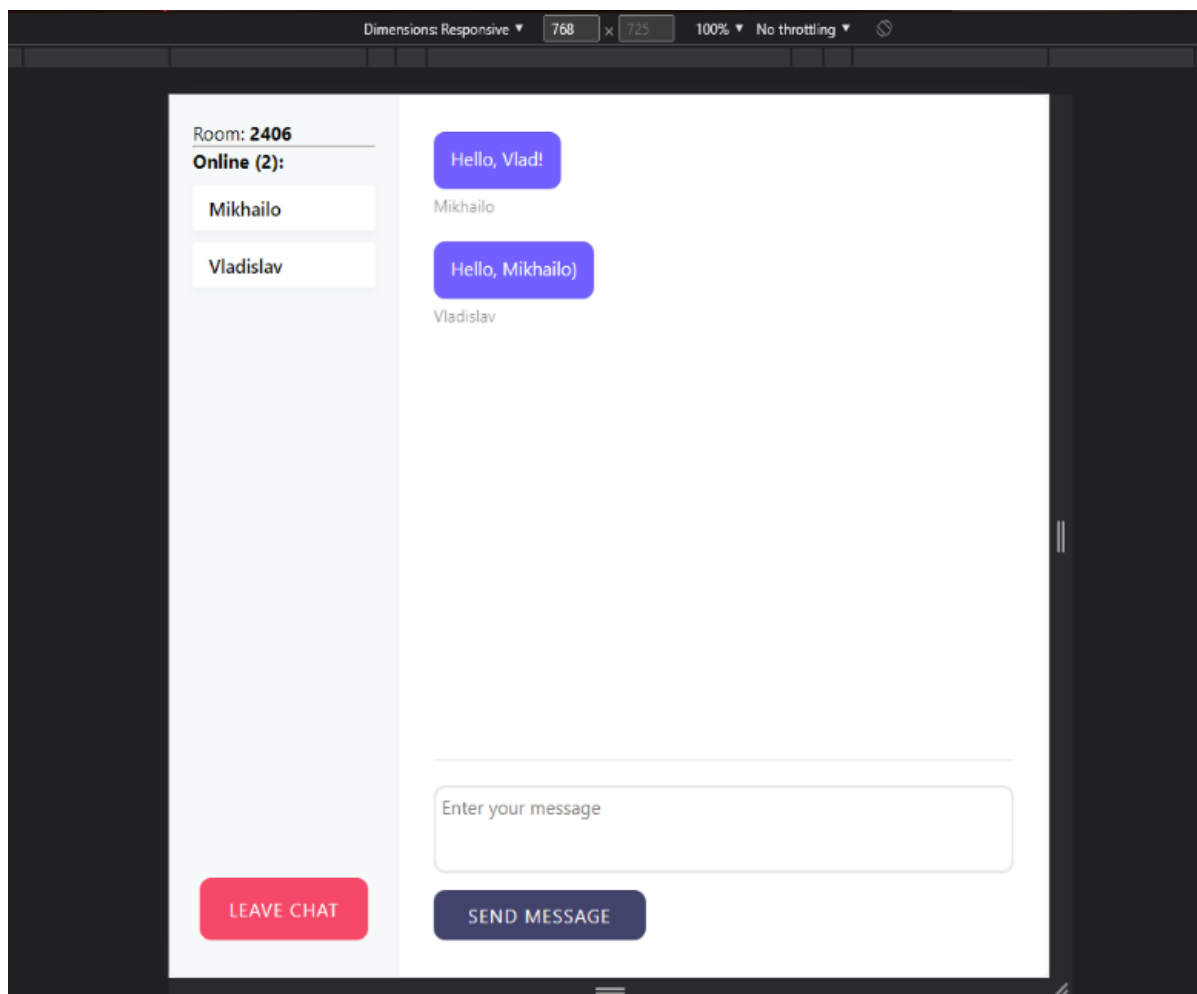 Dimensions: Responsive ▼ 768 × 725 100% ▼ No throttling ▼
Room: 2406
Online (2):
Mikhailo
Vladislav
Hello, Vlad!
Mikhailo
Hello, Mikhailo)
Vladislav
Enter your message
LEAVE CHAT
SEND MESSAGE